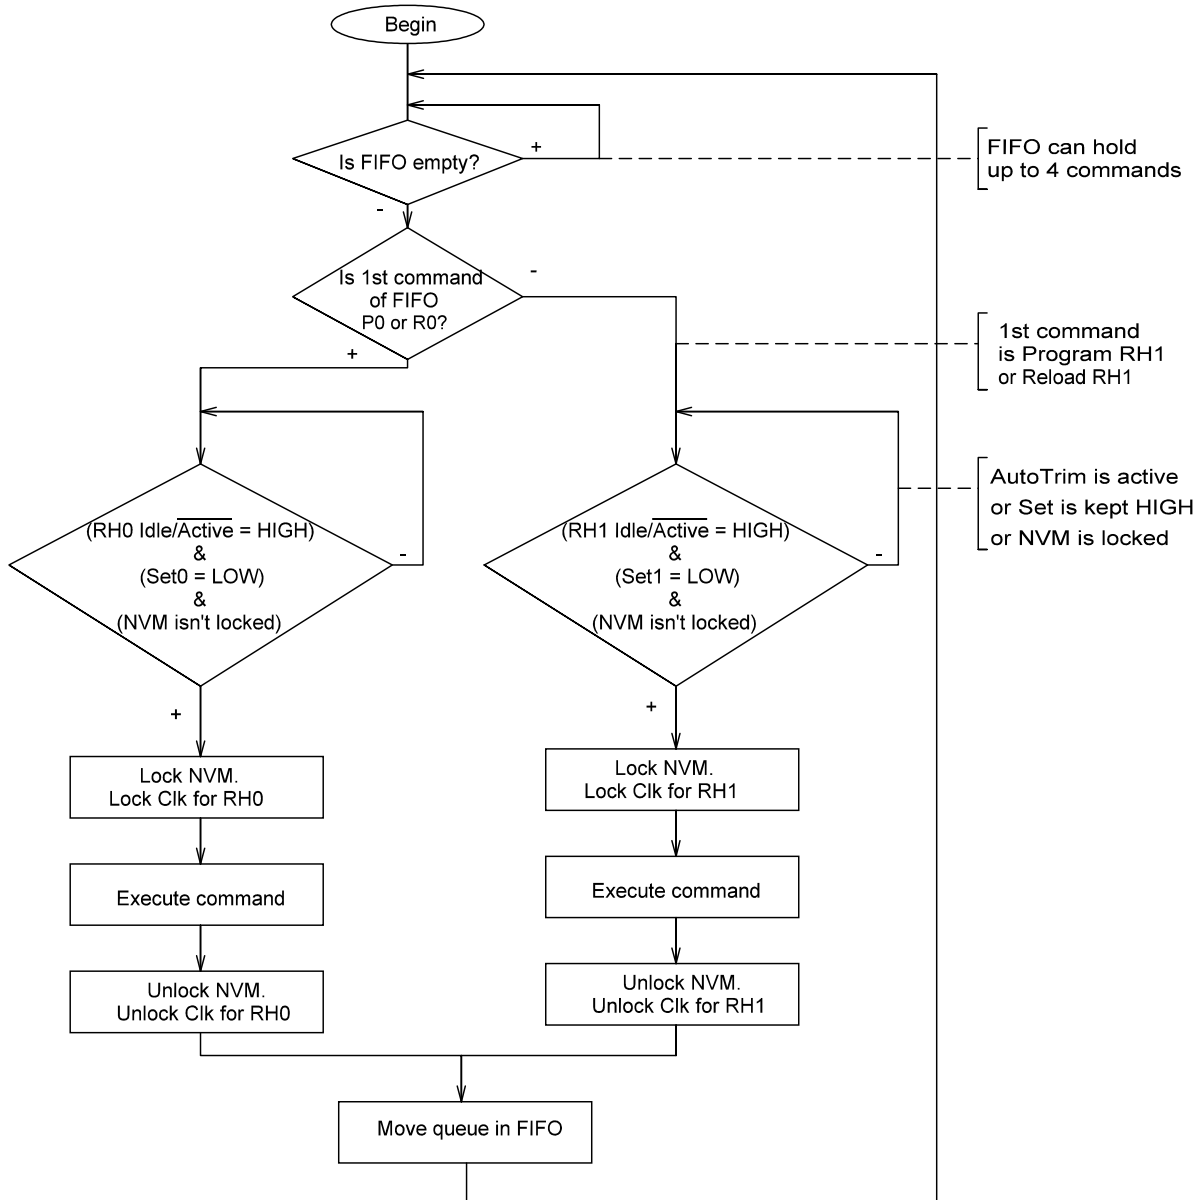 Begin
Is FIFO empty?
+
-
FIFO can hold
up to 4 commands
Is 1st command
of FIFO
P0 or R0?
-
+
1st command
is Program RH1
or Reload RH1
(RH0 Idle/Active = HIGH)
&
(Set0 = LOW)
&
(NVM isn't locked)
-
+
(RH1 Idle/Active = HIGH)
&
(Set1 = LOW)
&
(NVM isn't locked)
-
+
AutoTrim is active
or Set is kept HIGH
or NVM is locked
Lock NVM.
Lock Clk for RH0
Execute command
Unlock NVM.
Unlock Clk for RH0
Lock NVM.
Lock Clk for RH1
Execute command
Unlock NVM.
Unlock Clk for RH1
Move queue in FIFO